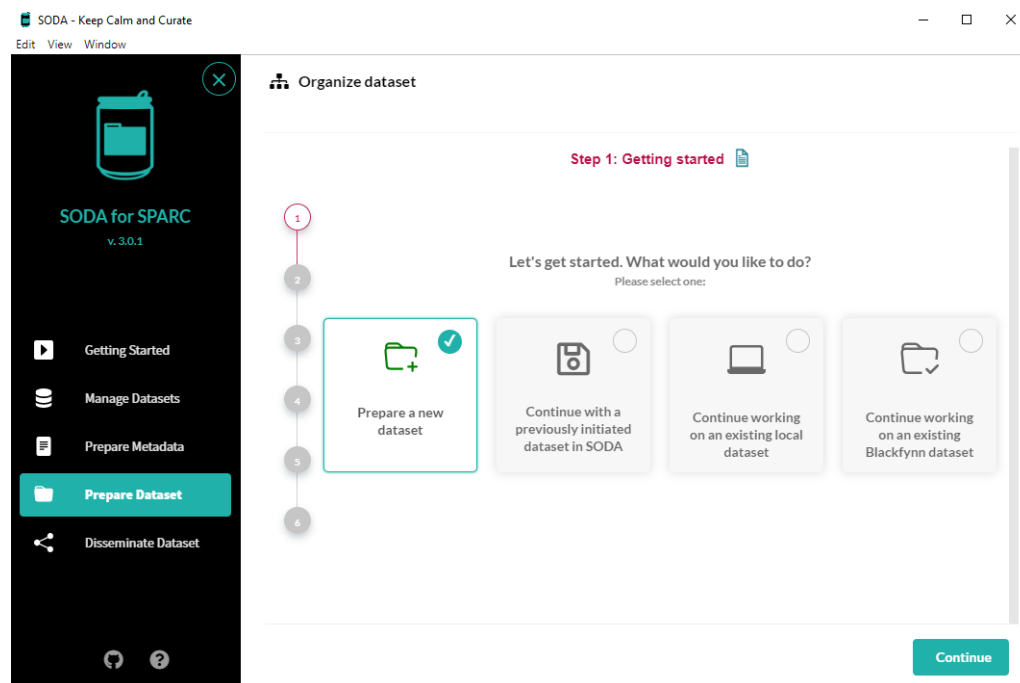 SODA - Keep Calm and Curate
Edit View Window
SODA for SPARC
v. 3.0.1
Getting Started
Manage Datasets
Prepare Metadata
Prepare Dataset
Disseminate Dataset
Organize dataset
Step 1: Getting started
1
2
3
4
5
6
Let's get started. What would you like to do?
Please select one:
Prepare a new
dataset
Continue with a
previously initiated
dataset in SODA
Continue working
on an existing local
dataset
Continue working
on an existing
Blackfynn dataset
Continue